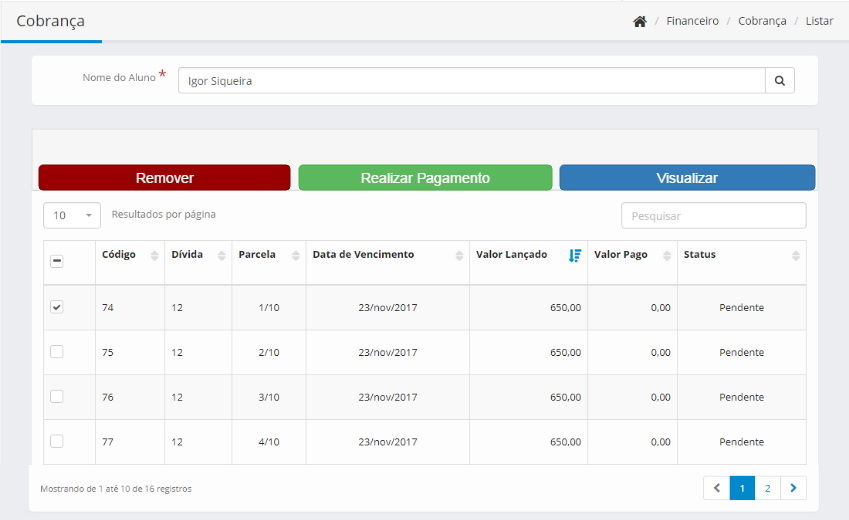 Cobrança
/ Financeiro / Cobrança / Listar
Nome do Aluno *
Igor Siqueira
Remover
Realizar Pagamento
Visualizar
10 Resultados por página
Pesquisar
Código Dívida Parcela Data de Vencimento Valor Lançado Valor Pago Status
74 12 1/10 23/nov/2017 650,00 0,00 Pendente
75 12 2/10 23/nov/2017 650,00 0,00 Pendente
76 12 3/10 23/nov/2017 650,00 0,00 Pendente
77 12 4/10 23/nov/2017 650,00 0,00 Pendente
Mostrando de 1 até 10 de 16 registros
1 2